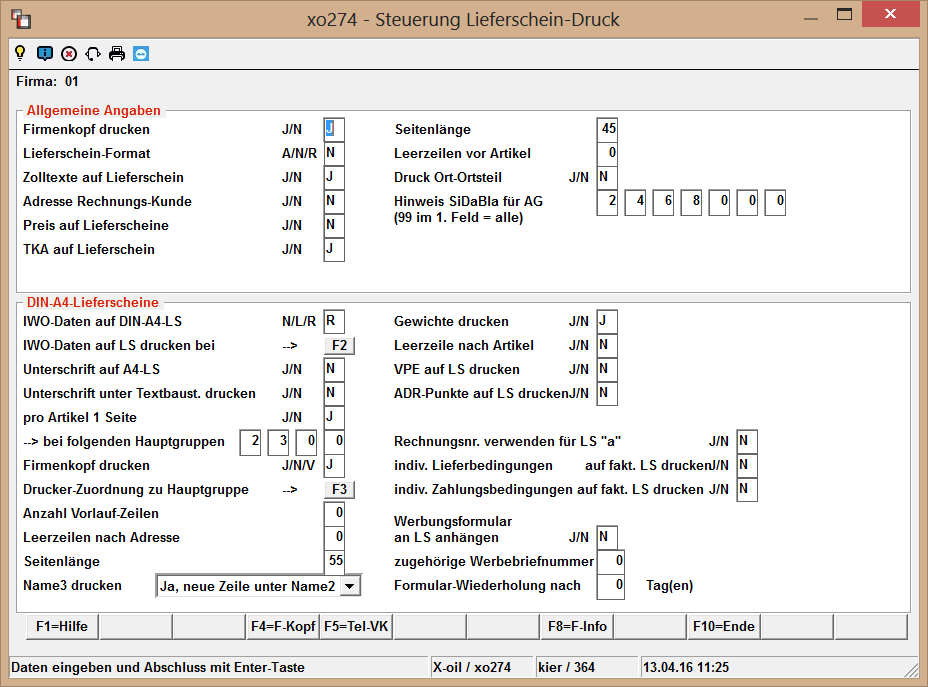 xo274 - Steuerung Lieferschein-Druck
Firma: 01
Allgemeine Angaben
Firmenkopf drucken J/N J Seitenlänge 45
Lieferschein-Format A/N/R N Leerzeilen vor Artikel 0
Zolltexte auf Lieferschein J/N J Druck Ort-Ortsteil J/N N
Adresse Rechnungs-Kunde J/N N Hinweis SiDaBla für AG 2 4 6 8 0 0 0
(99 im 1. Feld = alle)
Preis auf Lieferscheine J/N N
TKA auf Lieferschein J/N J
DIN-A4-Lieferscheine
IWO-Daten auf DIN-A4-LS N/L/R R Gewichte drucken J/N J
IWO-Daten auf LS drucken bei --> F2 Leerzeile nach Artikel J/N N
Unterschrift auf A4-LS J/N N VPE auf LS drucken J/N N
Unterschrift unter Textbaust. drucken J/N N ADR-Punkte auf LS drucken J/N N
pro Artikel 1 Seite J/N J
--> bei folgenden Hauptgruppen 2 3 0 0 Rechnungsnr. verwenden für LS "a" J/N N
Firmenkopf drucken J/N/V J indiv. Lieferbedingungen auf fakt. LS drucken J/N N
Drucker-Zuordnung zu Hauptgruppe --> F3 indiv. Zahlungsbedingungen auf fakt. LS drucken J/N N
Anzahl Vorlauf-Zeilen 0
Werbungsformular
Leerzeilen nach Adresse 0 an LS anhängen J/N N
Seitenlänge 55 zugehörige Werbebriefnummer 0
Name3 drucken Ja, neue Zeile unter Name2 Formular-Wiederholung nach 0 Tag(en)
F1=Hilfe F4=F-Kopf F5=Tel-VK F8=F-Info F10=Ende
Daten eingeben und Abschluss mit Enter-Taste X-oil / xo274 kier / 364 13.04.16 11:25